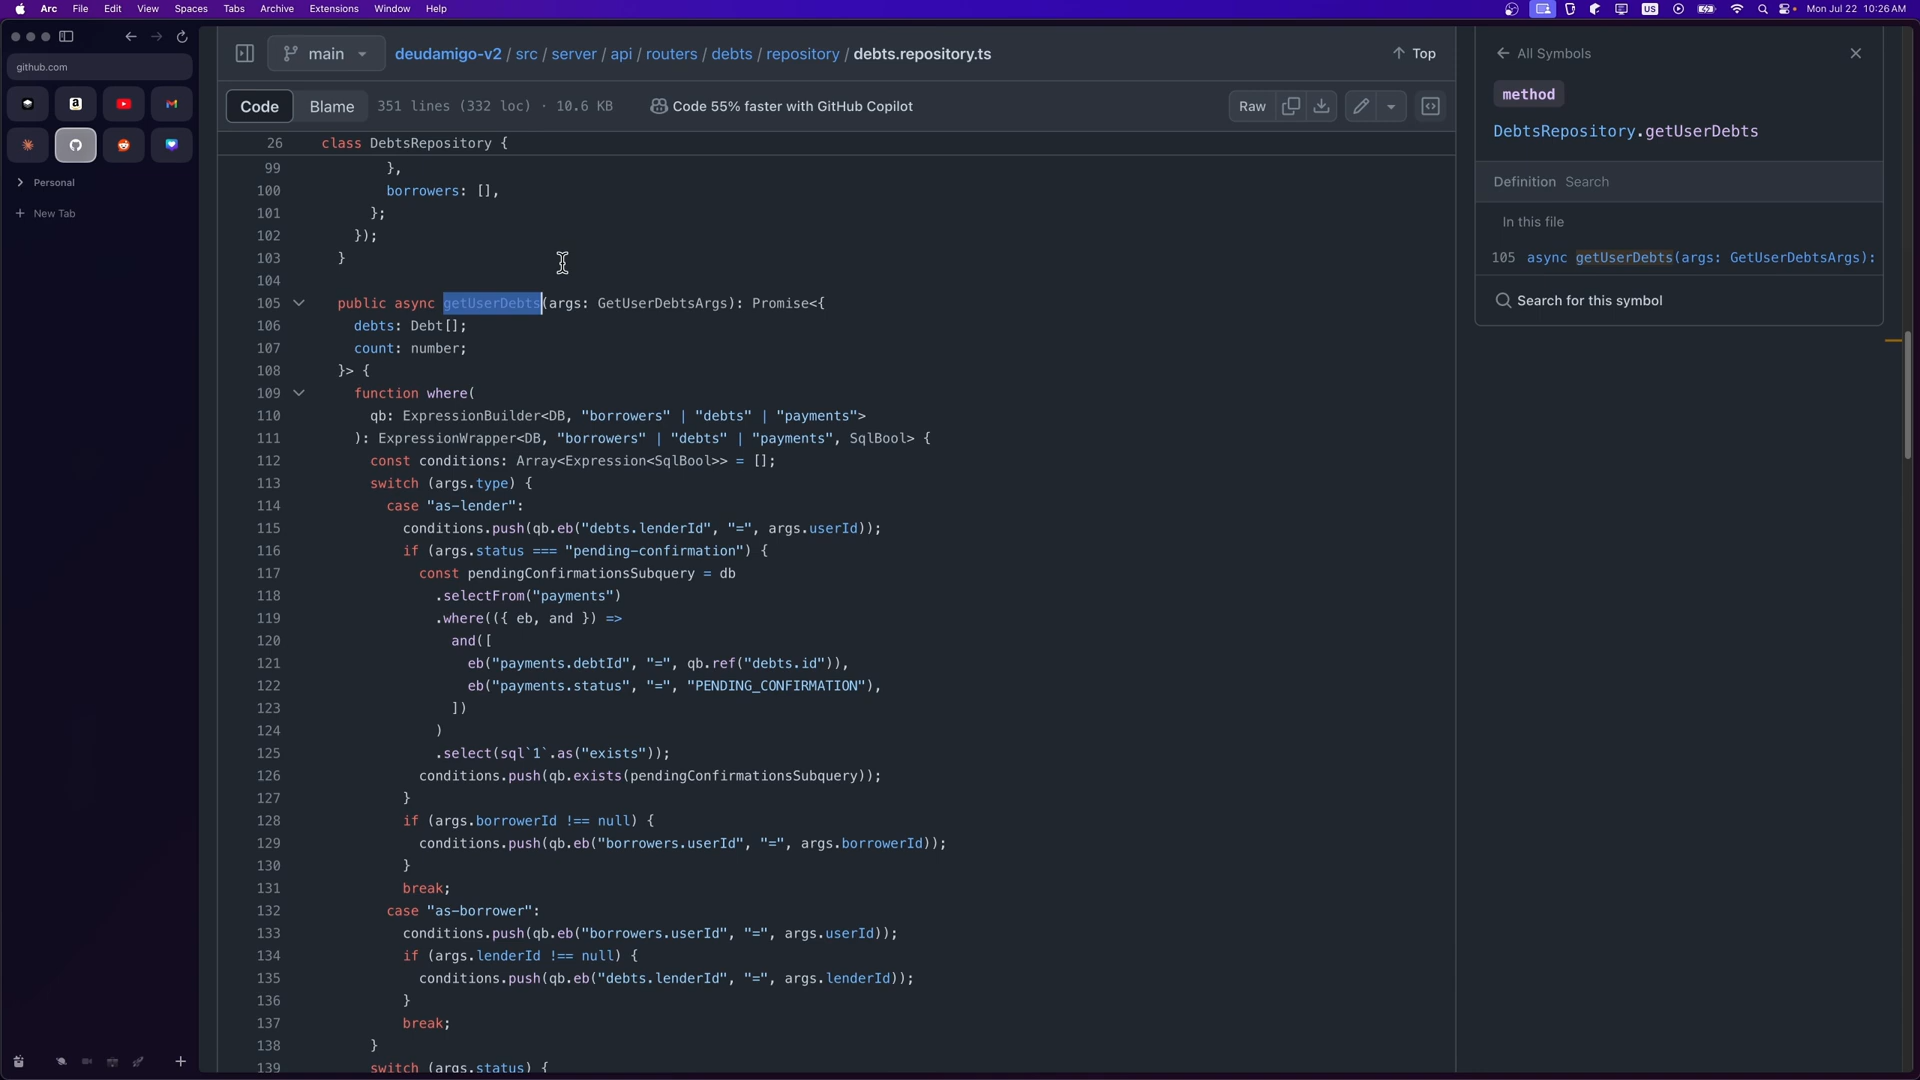 Arc File Edit View Spaces Tabs Archive Extensions Window Help
US
Mon Jul 22 10:26 AM
github.com
Personal
New Tab
main
deudamigo-v2 / src / server / api / routers / debts / repository / debts.repository.ts
Top
Code Blame 351 lines (332 loc) · 10.6 KB Code 55% faster with GitHub Copilot
Raw
26 class DebtsRepository {
99 },
100 borrowers: [],
101 };
102 });
103 }
104
105 public async getUserDebts(args: GetUserDebtsArgs): Promise<{
106 debts: Debt[];
107 count: number;
108 }> {
109 function where(
110 qb: ExpressionBuilder<DB, "borrowers" | "debts" | "payments">
111 ): ExpressionWrapper<DB, "borrowers" | "debts" | "payments", SqlBool> {
112 const conditions: Array<Expression<SqlBool>> = [];
113 switch (args.type) {
114 case "as-lender":
115 conditions.push(qb.eb("debts.lenderId", "=", args.userId));
116 if (args.status === "pending-confirmation") {
117 const pendingConfirmationsSubquery = db
118 .selectFrom("payments")
119 .where(({ eb, and }) =>
120 and([
121 eb("payments.debtId", "=", qb.ref("debts.id")),
122 eb("payments.status", "=", "PENDING_CONFIRMATION"),
123 ])
124 )
125 .select(sql`1`.as("exists"));
126 conditions.push(qb.exists(pendingConfirmationsSubquery));
127 }
128 if (args.borrowerId !== null) {
129 conditions.push(qb.eb("borrowers.userId", "=", args.borrowerId));
130 }
131 break;
132 case "as-borrower":
133 conditions.push(qb.eb("borrowers.userId", "=", args.userId));
134 if (args.lenderId !== null) {
135 conditions.push(qb.eb("debts.lenderId", "=", args.lenderId));
136 }
137 break;
138 }
139 switch (args.status) {
All Symbols
method
DebtsRepository.getUserDebts
Definition Search
In this file
105 async getUserDebts(args: GetUserDebtsArgs):
Search for this symbol